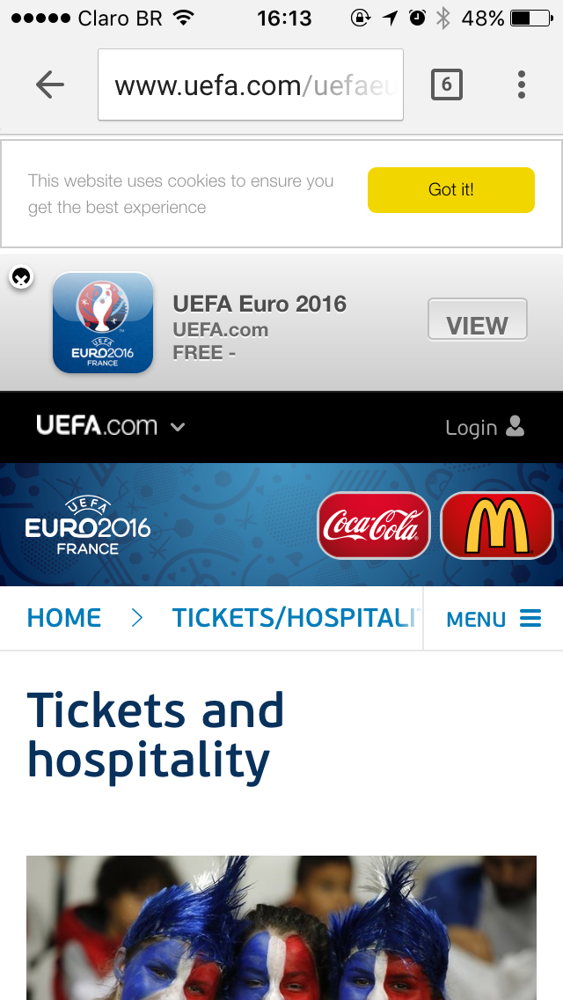 Claro BR 16:13 48%
www.uefa.com/uefaeu 6
This website uses cookies to ensure you
get the best experience
Got it!
UEFA Euro 2016
UEFA.com
FREE -
VIEW
UEFA.com
Login
UEFA
EURO2016
FRANCE
UEFA
EURO2016
FRANCE
Coca-Cola
M
HOME > TICKETS/HOSPITALI
MENU
Tickets and
hospitality